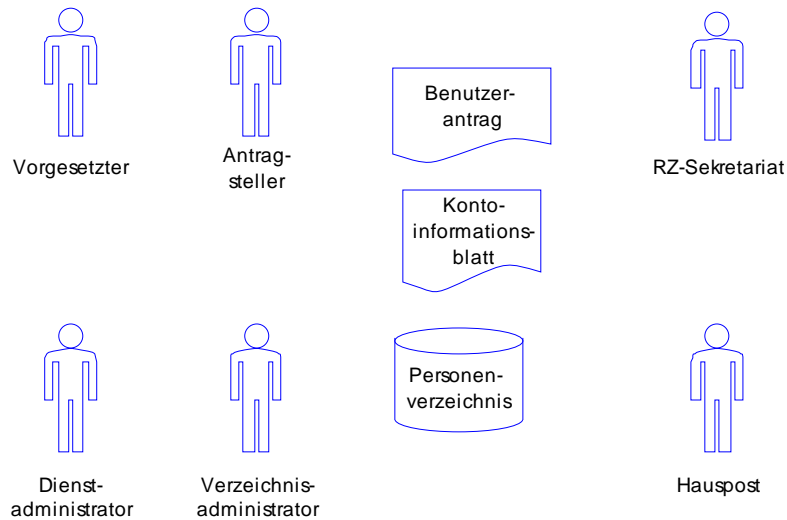 Vorgesetzter
Antrag-
steller
Benutzer-
antrag
RZ-Sekretariat
Konto-
informations-
blatt
Personen-
verzeichnis
Dienst-
administrator
Verzeichnis-
administrator
Hauspost